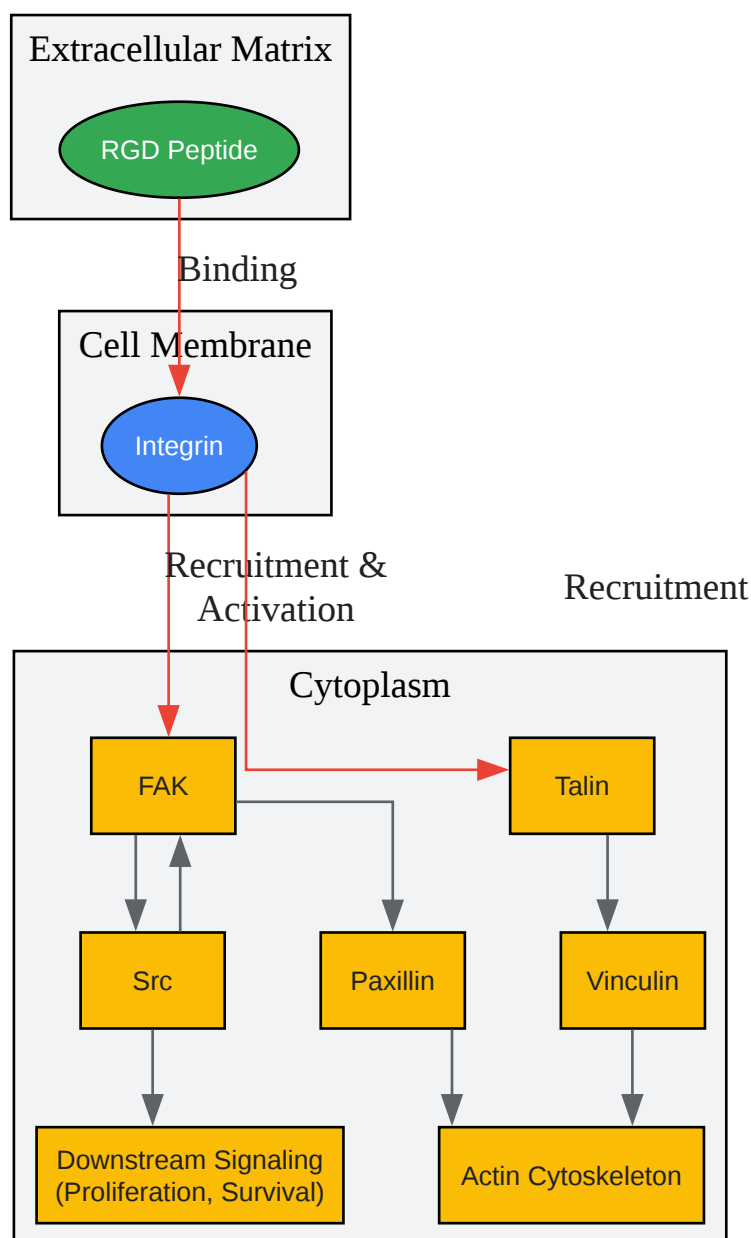 Extracellular Matrix
RGD Peptide
Binding
Cell Membrane
Integrin
Recruitment &
Activation
Recruitment
Cytoplasm
FAK
Talin
Src
Paxillin
Vinculin
Downstream Signaling
(Proliferation, Survival)
Actin Cytoskeleton